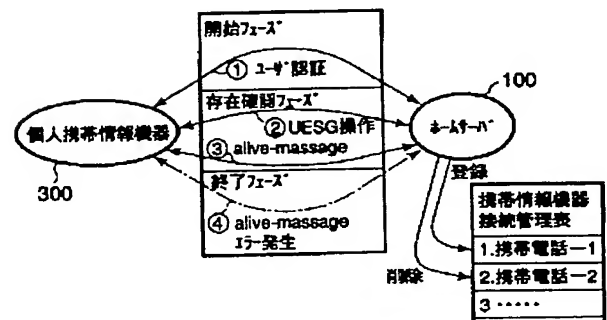 開始フェーズ
① ユーザ認証
存在確認フェーズ
② UESG操作
③ alive-massage
終了フェーズ
④ alive-massage
エラー発生
個人携帯情報機器
300
100
ホームサーバ
登録
削除
携帯情報機器
接続管理表
1.携帯電話ー1
2.携帯電話ー2
3 ・・・・・